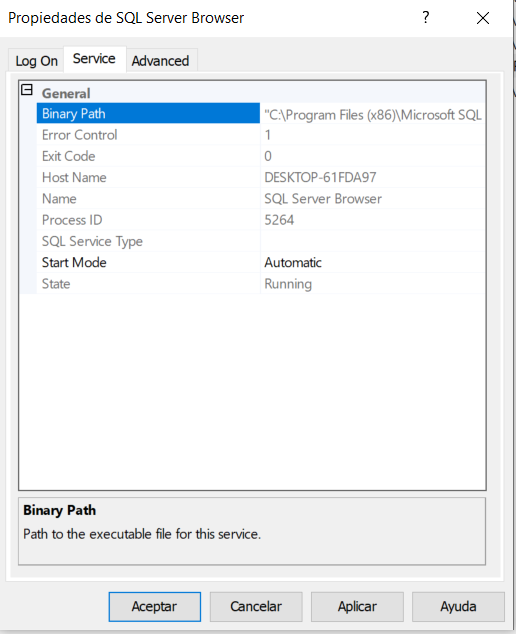 Propiedades de SQL Server Browser
Log On Service Advanced
General
Binary Path "C:\Program Files (x86)\Microsoft SQL
Error Control 1
Exit Code 0
Host Name DESKTOP-61FDA97
Name SQL Server Browser
Process ID 5264
SQL Service Type
Start Mode Automatic
State Running
Binary Path
Path to the executable file for this service.
Aceptar Cancelar Aplicar Ayuda